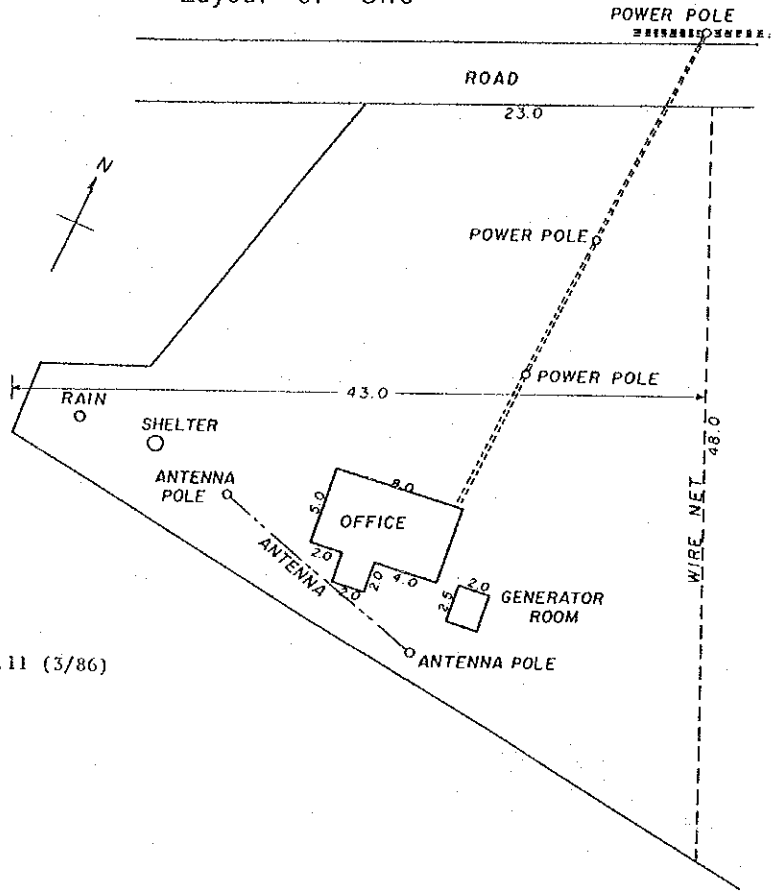 POWER POLE
ROAD
23.0
N
POWER POLE
POWER POLE
43.0
RAIN
SHELTER
48.0
ANTENNA
POLE
8.0
5.0
OFFICE
ANTENNA
2.0
2.0
2.0
4.0
WIRE NET
2.0
2.5
GENERATOR
ROOM
ANTENNA POLE
11 (3/86)